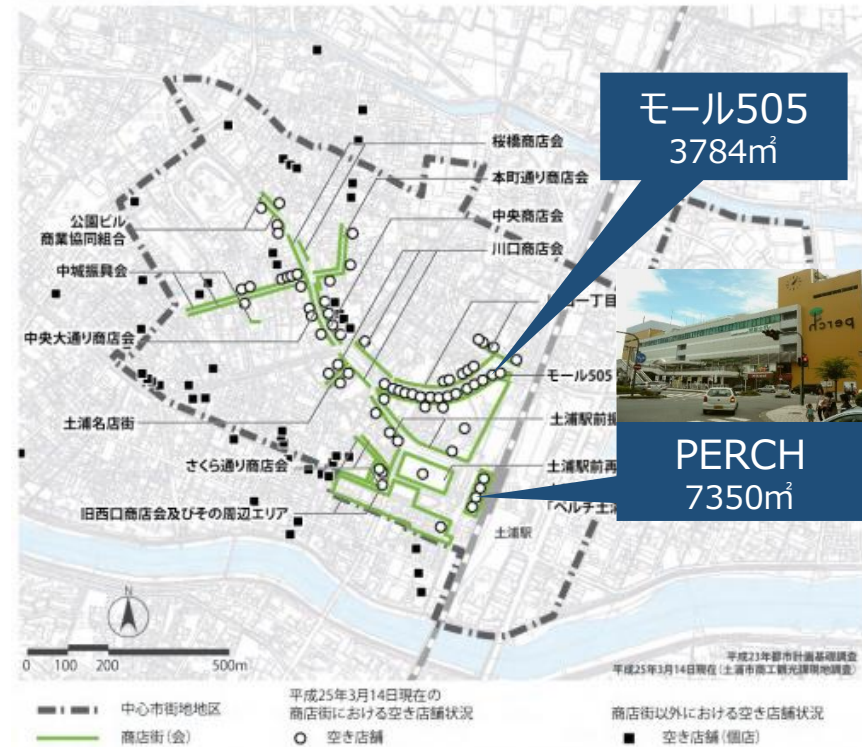 モール505
3784㎡
桜橋商店会
本町通り商店会
中央商店会
川口商店会
公園ビル
商業協同組合
中城振興会
中央大通り商店会
一丁目
モール505
土浦名店街
土浦駅前
さくら通り商店会
土浦駅前再
旧西口商店会及びその周辺エリア
perch
PERCH
7350㎡
「ペルチ土浦
土浦駅
N
0 100 200 500m
平成23年都市計画基礎調査
平成25年3月14日現在(土浦市商工観光課現地調査)
中心市街地地区
商店街(会)
平成25年3月14日現在の
商店街における空き店舗状況
空き店舗
商店街以外における空き店舗状況
空き店舗(個店)